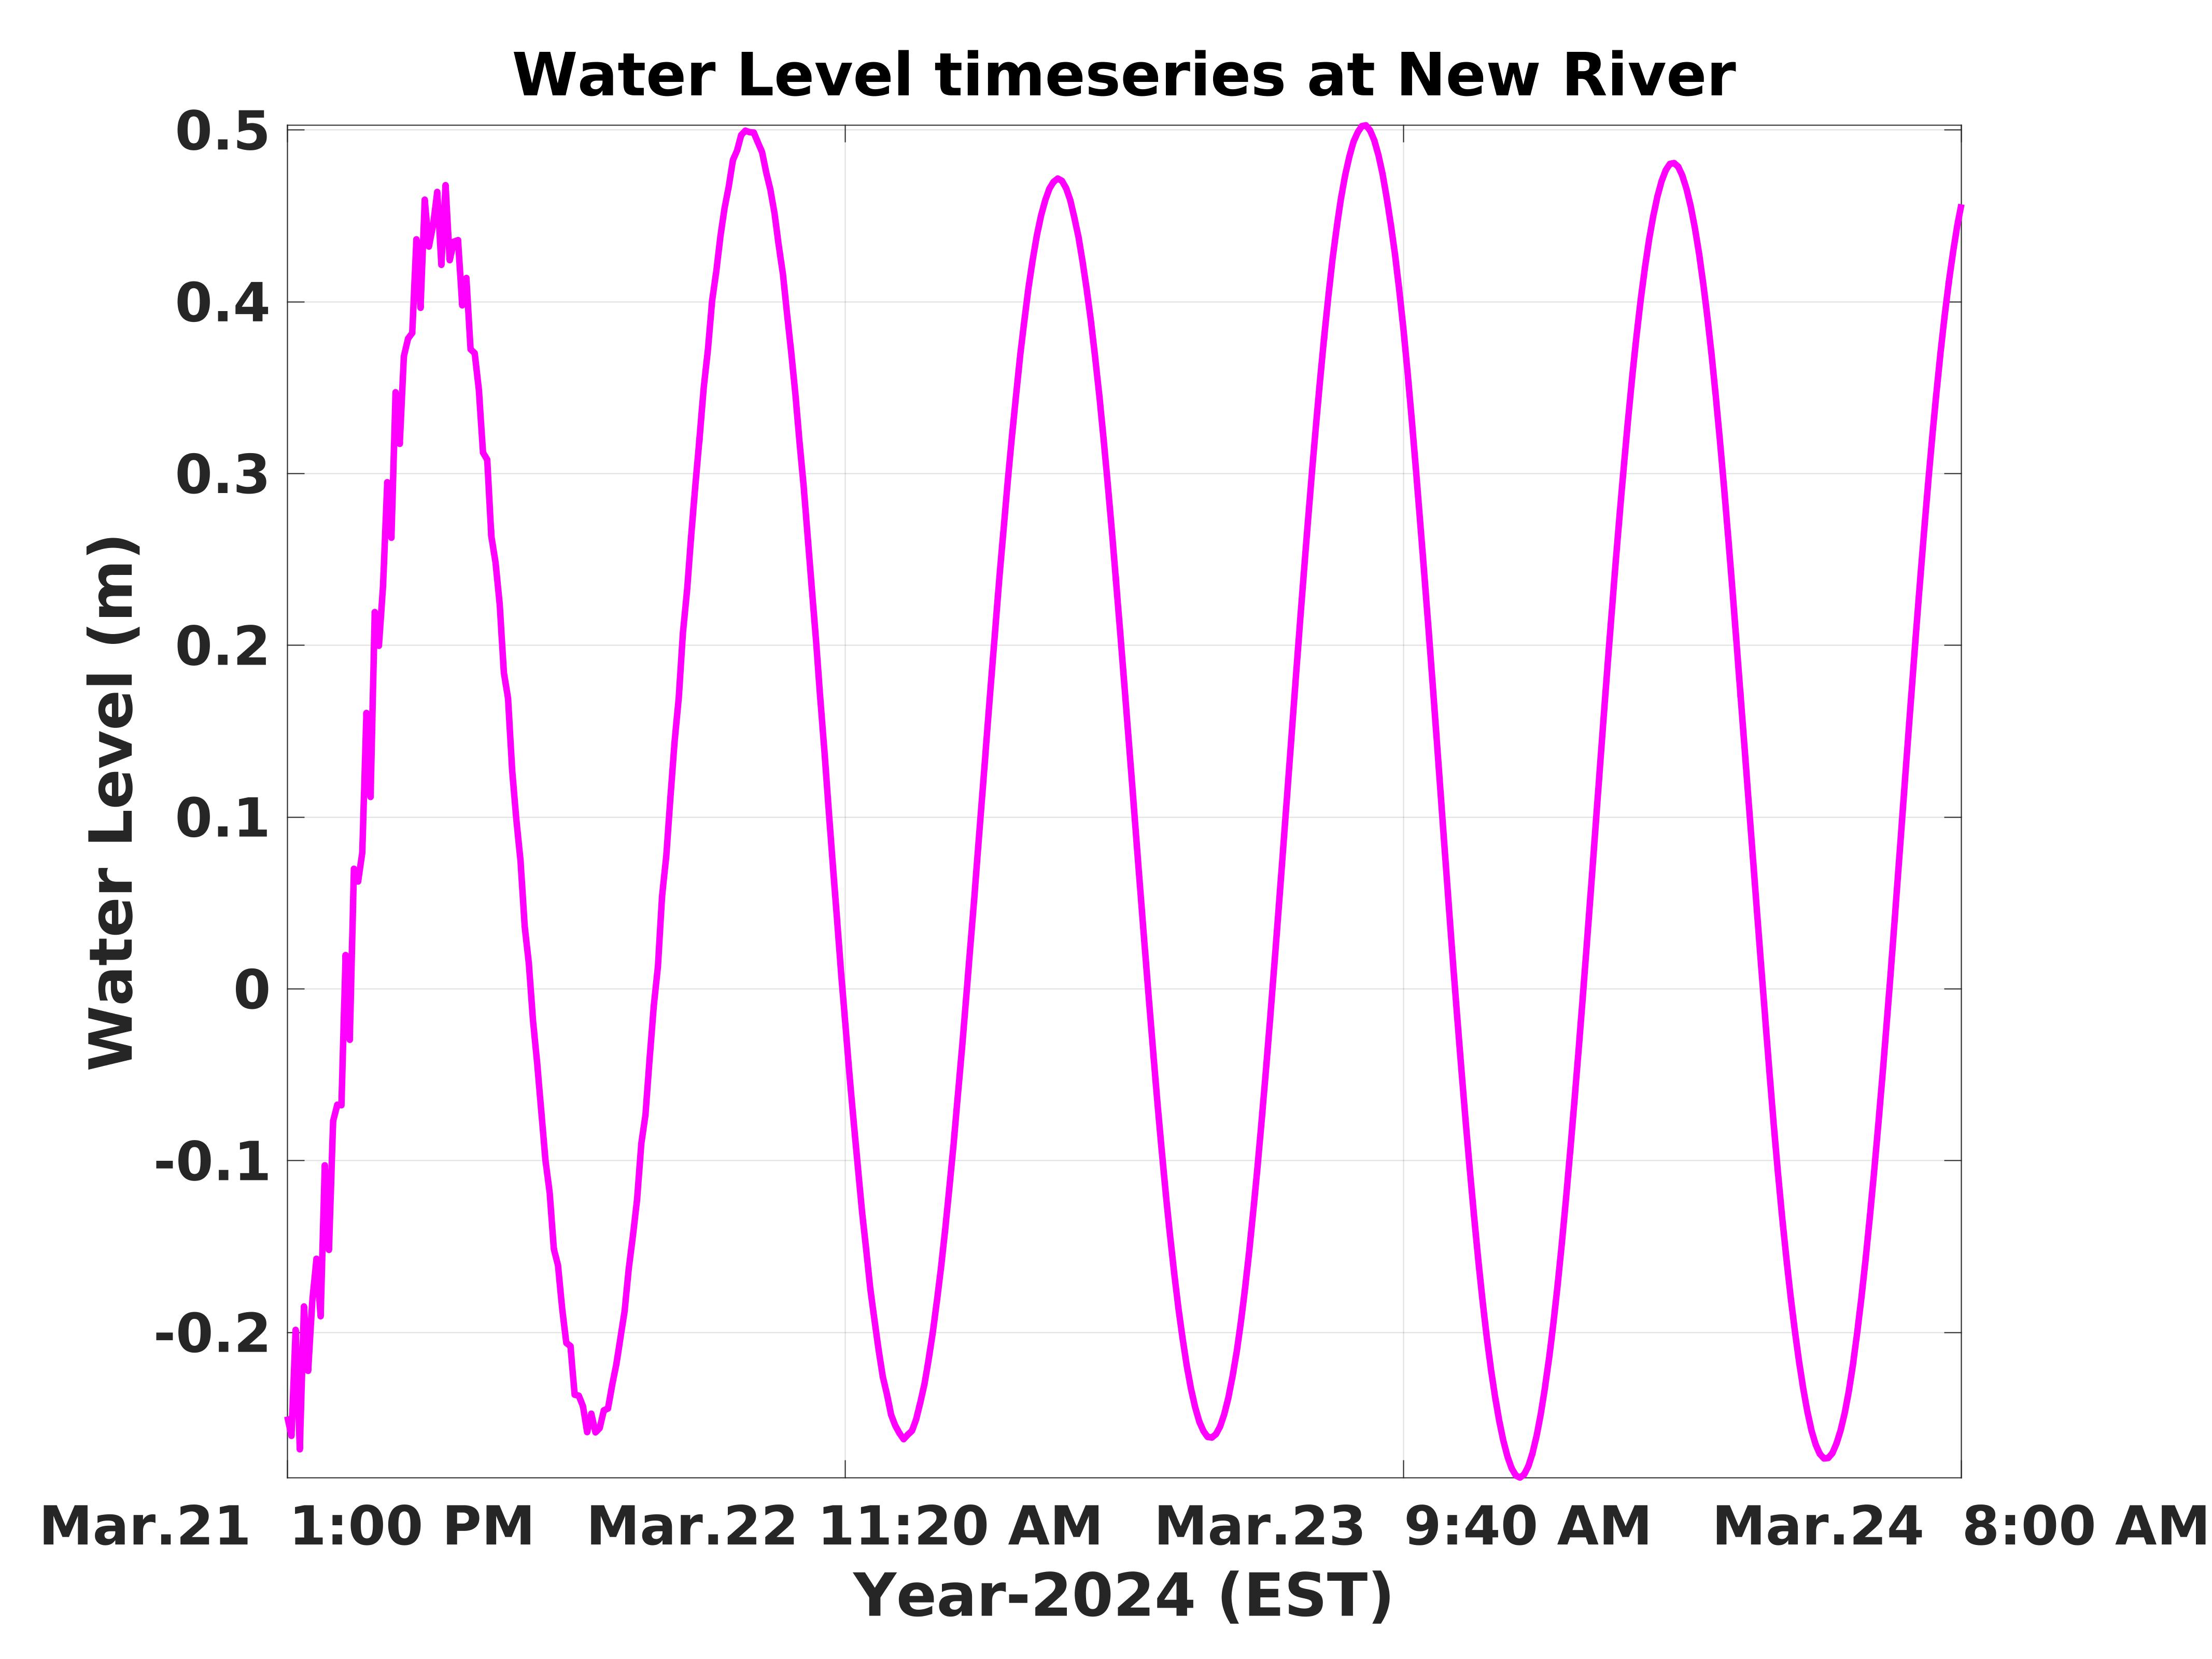 Water Level timeseries at New River
0.5
0.4
0.3
0.2
0.1
0
-0.1
-0.2
Water Level (m)
Mar.21 1:00 PM Mar.22 11:20 AM Mar.23 9:40 AM Mar.24 8:00 AM
Year-2024 (EST)